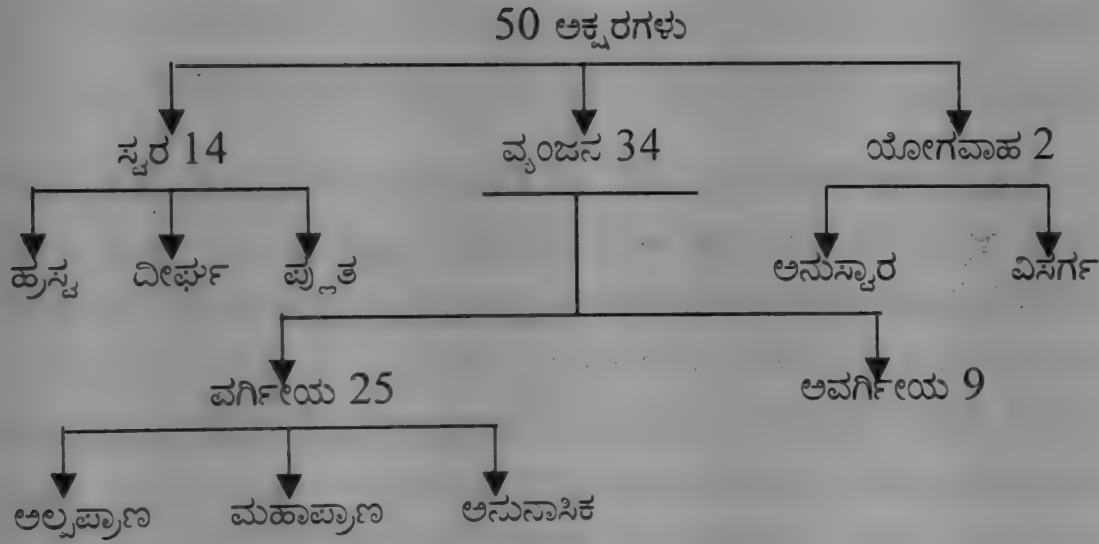 50 ಅಕ್ಷರಗಳು
ಸ್ವರ 14 ವ್ಯಂಜನ 34 ಯೋಗವಾಹ 2
ಹ್ರಸ್ವ ದೀರ್ಘ ಪ್ಲುತ ಅನುಸ್ವಾರ ವಿಸರ್ಗ
ವರ್ಗೀಯ 25 ಅವರ್ಗೀಯ 9
ಅಲ್ಪಪ್ರಾಣ ಮಹಾಪ್ರಾಣ ಅನುನಾಸಿಕ